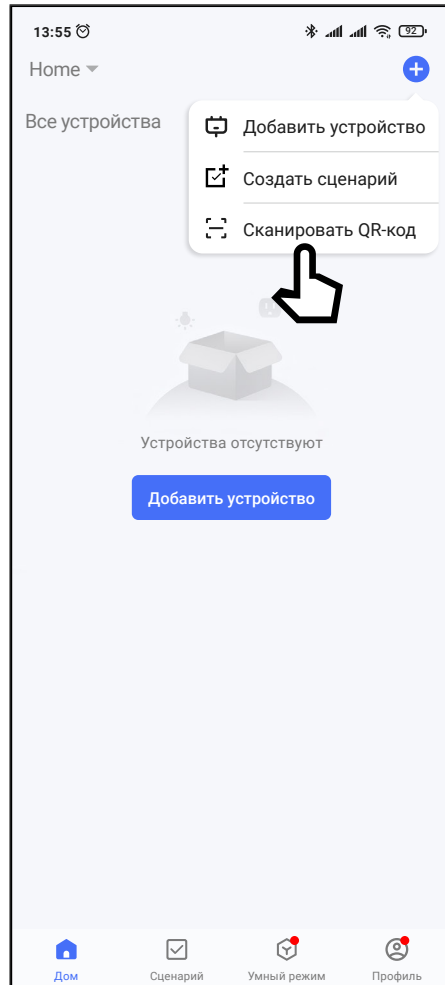 13:55
92
Home
Все устройства
Добавить устройство
Создать сценарий
Сканировать QR-код
Устройства отсутствуют
Добавить устройство
Дом
Сценарий
Умный режим
Профиль